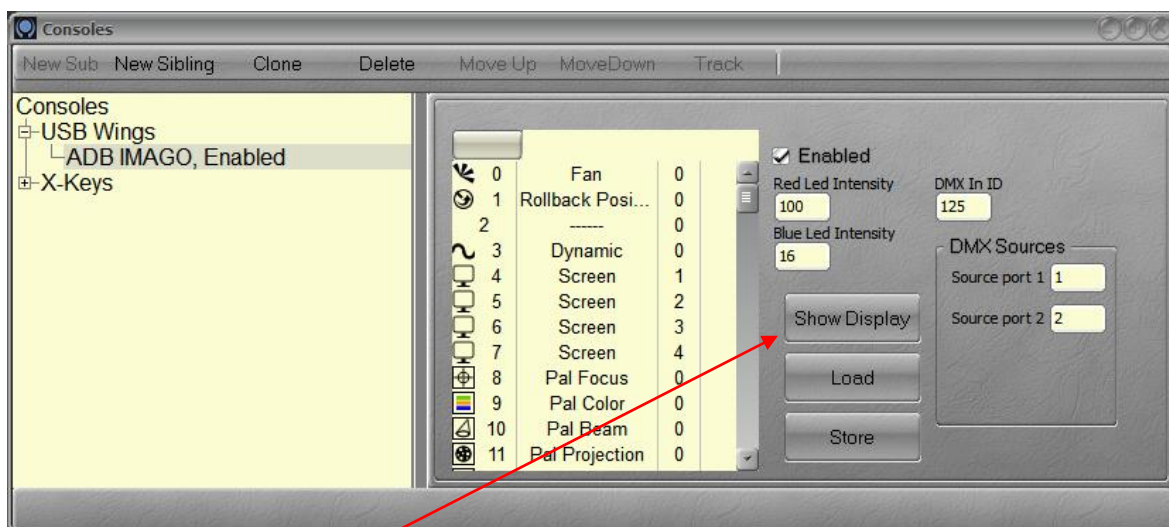 Consoles
New Sub New Sibling Clone Delete Move Up MoveDown Track
Consoles
USB Wings
ADB IMAGO, Enabled
X-Keys
0 Fan 0
1 Rollback Posi... 0
2 ------ 0
3 Dynamic 0
4 Screen 1
5 Screen 2
6 Screen 3
7 Screen 4
8 Pal Focus 0
9 Pal Color 0
10 Pal Beam 0
11 Pal Projection 0
Enabled
Red Led Intensity
100
Blue Led Intensity
16
Show Display
Load
Store
DMX In ID
125
DMX Sources
Source port 1 1
Source port 2 2